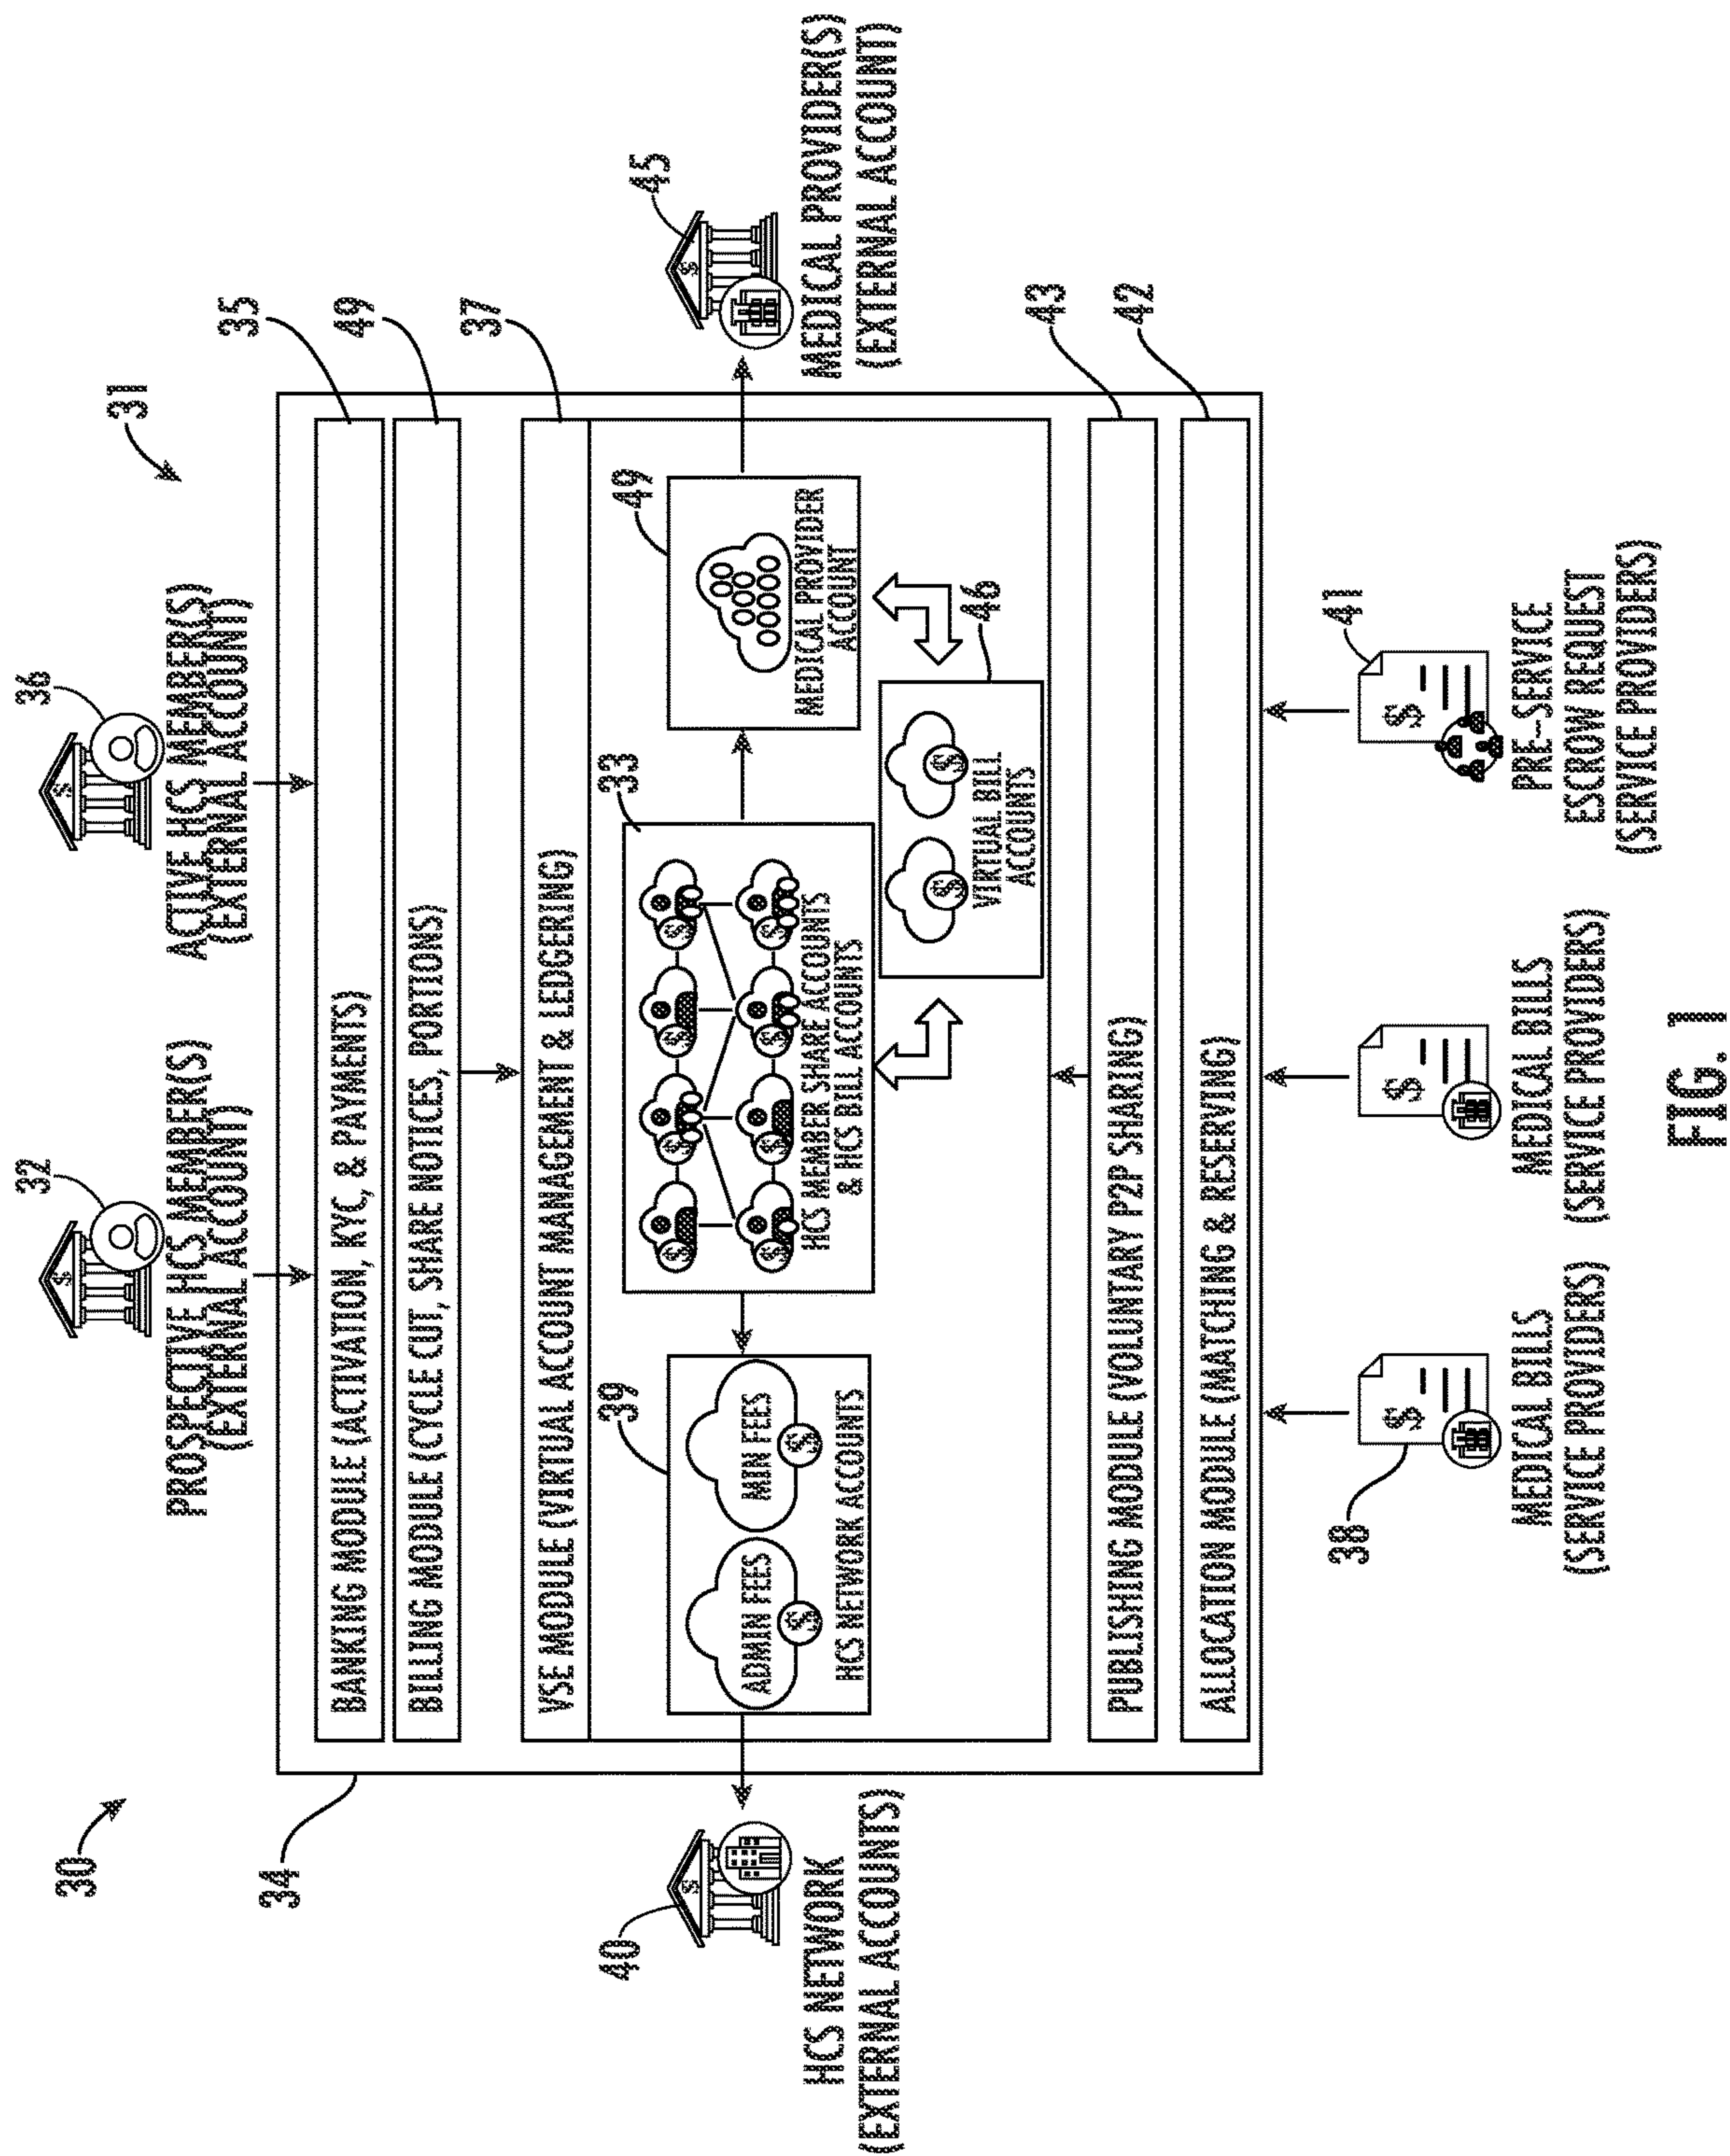 30
31
32
PROSPECTIVE HCS MEMBER(S)
(EXTERNAL ACCOUNT)
36
ACTIVE HCS MEMBER(S)
(EXTERNAL ACCOUNT)
34
35
BANKING MODULE (ACTIVATION, KYC, & PAYMENTS)
49
BILLING MODULE (CYCLE CUT, SHARE NOTICES, PORTIONS)
37
VSE MODULE (VIRTUAL ACCOUNT MANAGEMENT & LEDGERING)
40
HCS NETWORK
(EXTERNAL ACCOUNTS)
39
ADMIN FEES
MIN FEES
HCS NETWORK ACCOUNTS
33
HCS MEMBER SHARE ACCOUNTS
& HCS BILL ACCOUNTS
49
MEDICAL PROVIDER
ACCOUNT
45
MEDICAL PROVIDER(S)
(EXTERNAL ACCOUNT)
46
VIRTUAL BILL
ACCOUNTS
43
PUBLISHING MODULE (VOLUNTARY P2P SHARING)
42
ALLOCATION MODULE (MATCHING & RESERVING)
38
MEDICAL BILLS
(SERVICE PROVIDERS)
MEDICAL BILLS
(SERVICE PROVIDERS)
41
PRE-SERVICE
ESCROW REQUEST
(SERVICE PROVIDERS)
FIG. 1